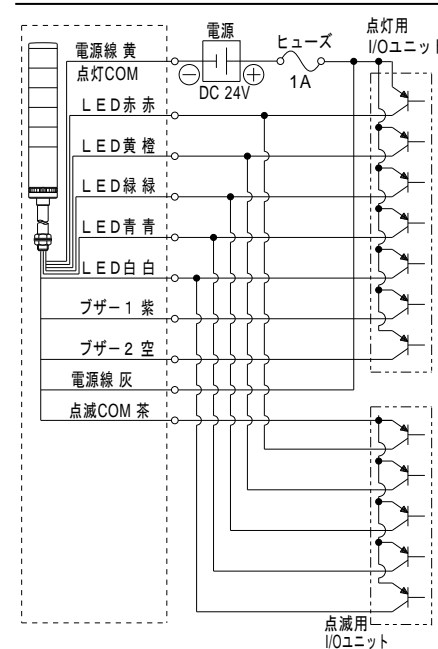 電源
ヒューズ
点灯用
I/Oユニット
電源線 黄
点灯COM
DC 24V
1A
LED赤 赤
LED黄 橙
LED緑 緑
LED青 青
LED白 白
ブザー1 紫
ブザー2 空
電源線 灰
点滅COM 茶
点滅用
I/Oユニット